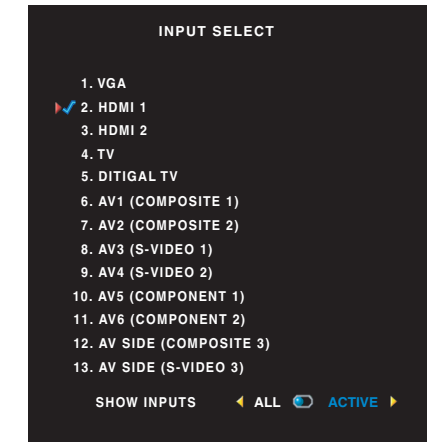 INPUT SELECT
1. VGA
2. HDMI 1
3. HDMI 2
4. TV
5. DITIGAL TV
6. AV1 (COMPOSITE 1)
7. AV2 (COMPOSITE 2)
8. AV3 (S-VIDEO 1)
9. AV4 (S-VIDEO 2)
10. AV5 (COMPONENT 1)
11. AV6 (COMPONENT 2)
12. AV SIDE (COMPOSITE 3)
13. AV SIDE (S-VIDEO 3)
SHOW INPUTS ALL ACTIVE